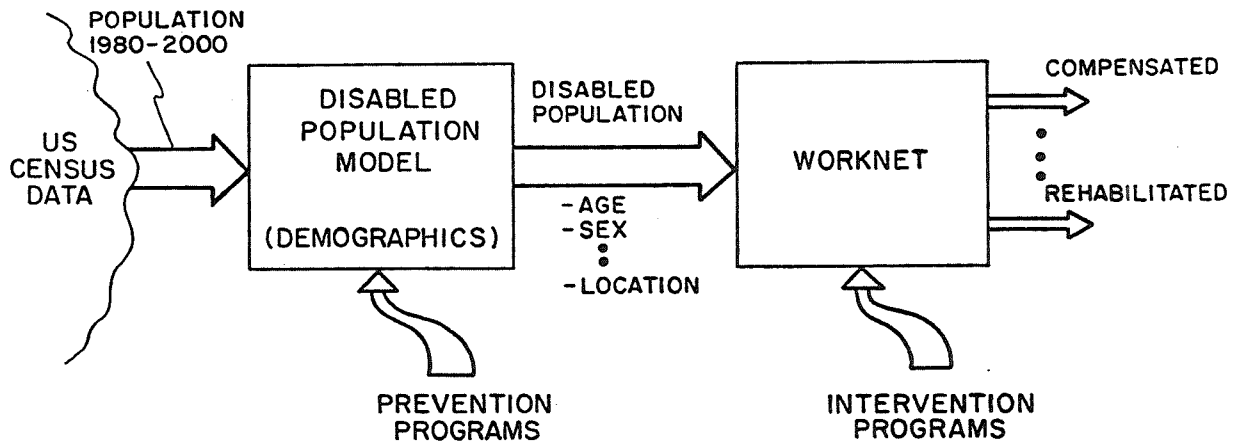 POPULATION
1980-2000
US
CENSUS
DATA
DISABLED
POPULATION
MODEL
(DEMOGRAPHICS)
DISABLED
POPULATION
-AGE
-SEX
-LOCATION
WORKNET
COMPENSATED
REHABILITATED
PREVENTION
PROGRAMS
INTERVENTION
PROGRAMS